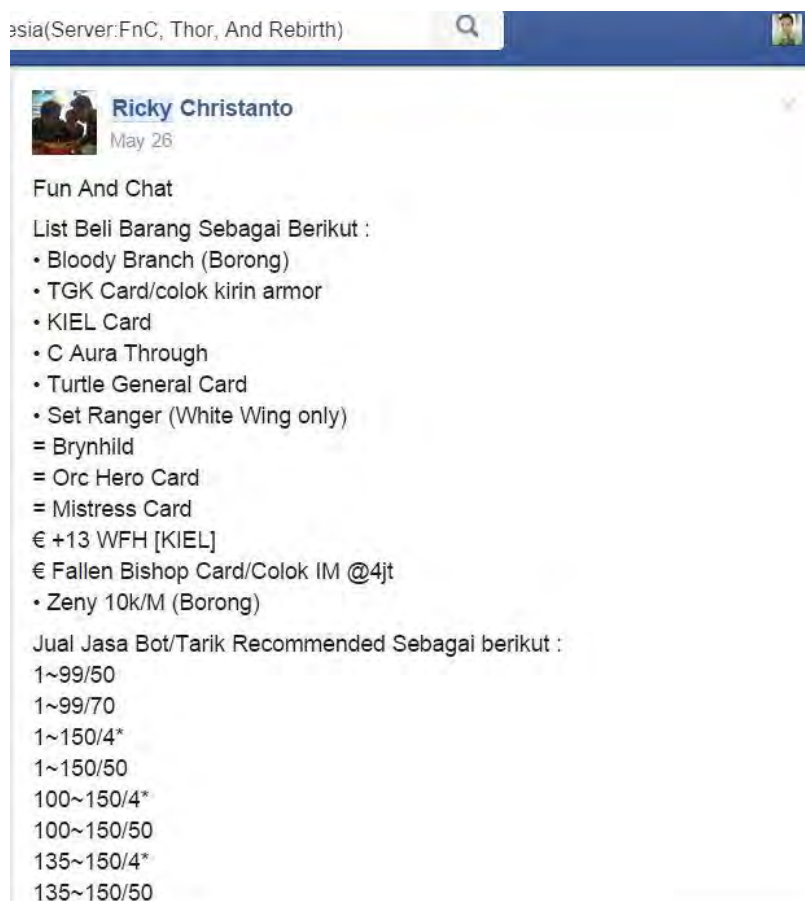 esia(Server:FnC, Thor, And Rebirth)
Ricky Christanto
May 26
Fun And Chat
List Beli Barang Sebagai Berikut :
• Bloody Branch (Borong)
• TGK Card/colok kirin armor
• KIEL Card
• C Aura Through
• Turtle General Card
• Set Ranger (White Wing only)
= Brynhild
= Orc Hero Card
= Mistress Card
€ +13 WFH [KIEL]
€ Fallen Bishop Card/Colok IM @4jt
• Zeny 10k/M (Borong)
Jual Jasa Bot/Tarik Recommended Sebagai berikut :
1~99/50
1~99/70
1~150/4*
1~150/50
100~150/4*
100~150/50
135~150/4*
135~150/50